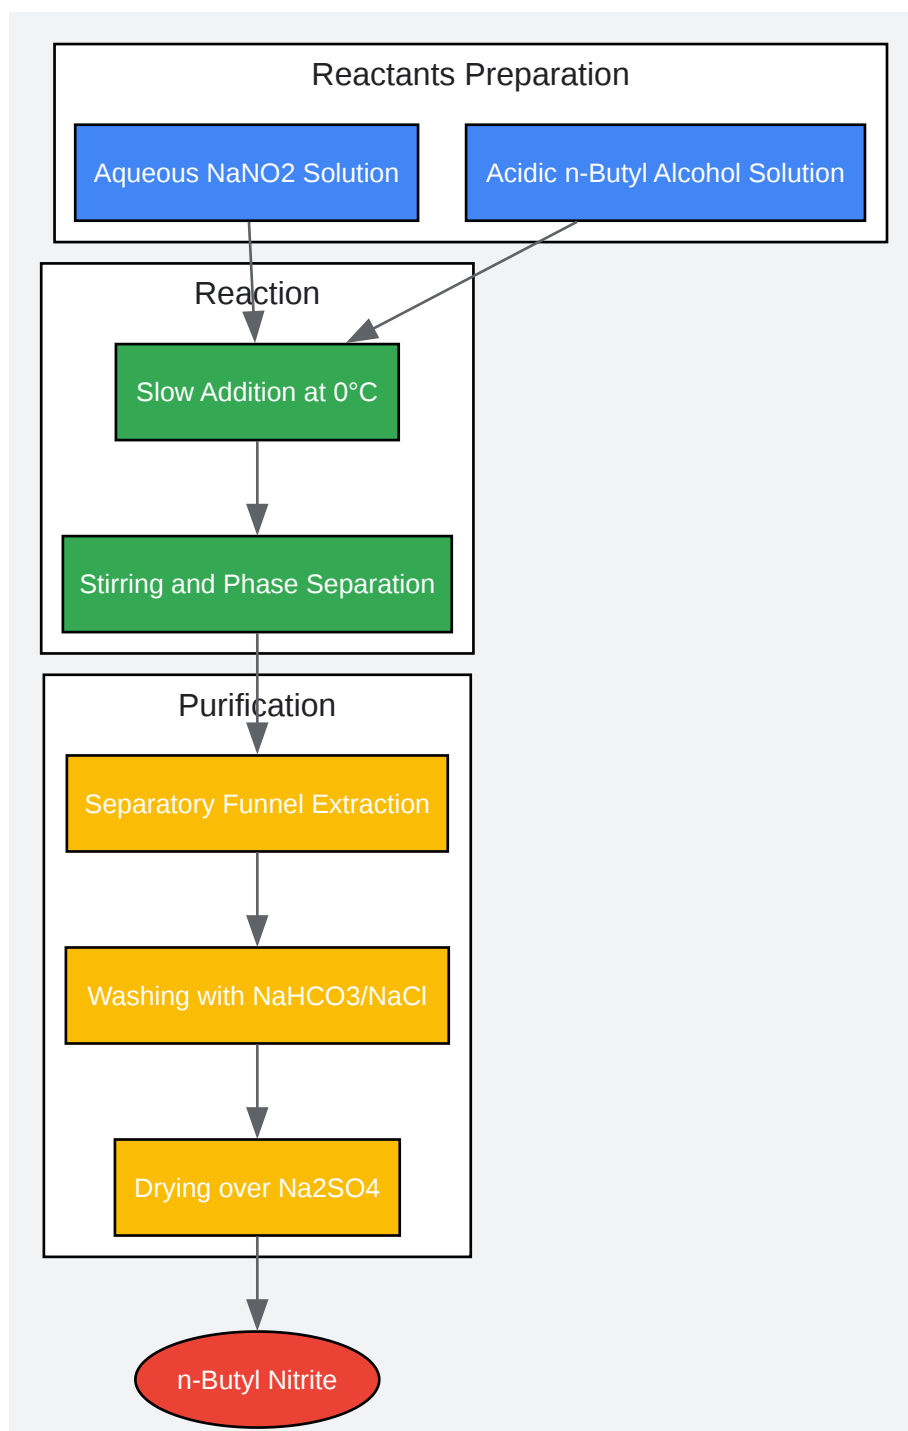 Reactants Preparation
Aqueous NaNO2 Solution
Acidic n-Butyl Alcohol Solution
Reaction
Slow Addition at 0°C
Stirring and Phase Separation
Purification
Separatory Funnel Extraction
Washing with NaHCO3/NaCl
Drying over Na2SO4
n-Butyl Nitrite